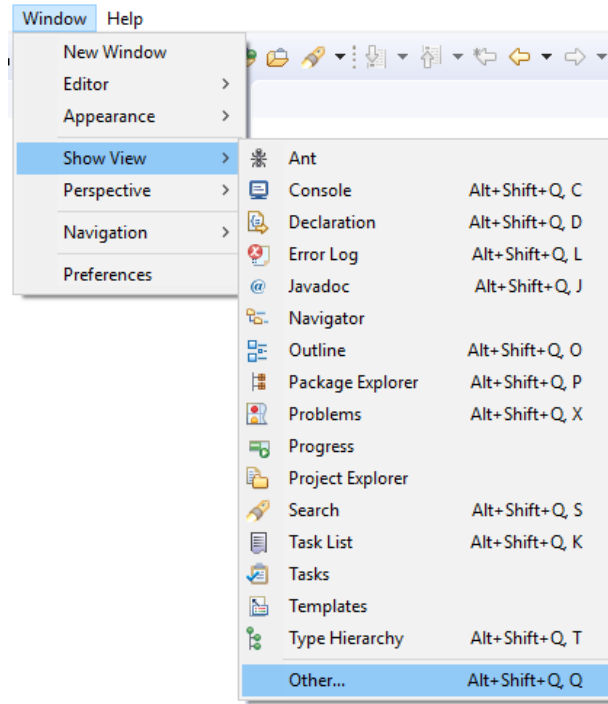 Window Help
New Window
Editor
Appearance
Show View
Perspective
Navigation
Preferences
Ant
Console Alt+Shift+Q, C
Declaration Alt+Shift+Q, D
Error Log Alt+Shift+Q, L
Javadoc Alt+Shift+Q, J
Navigator
Outline Alt+Shift+Q, O
Package Explorer Alt+Shift+Q, P
Problems Alt+Shift+Q, X
Progress
Project Explorer
Search Alt+Shift+Q, S
Task List Alt+Shift+Q, K
Tasks
Templates
Type Hierarchy Alt+Shift+Q, T
Other... Alt+Shift+Q, Q